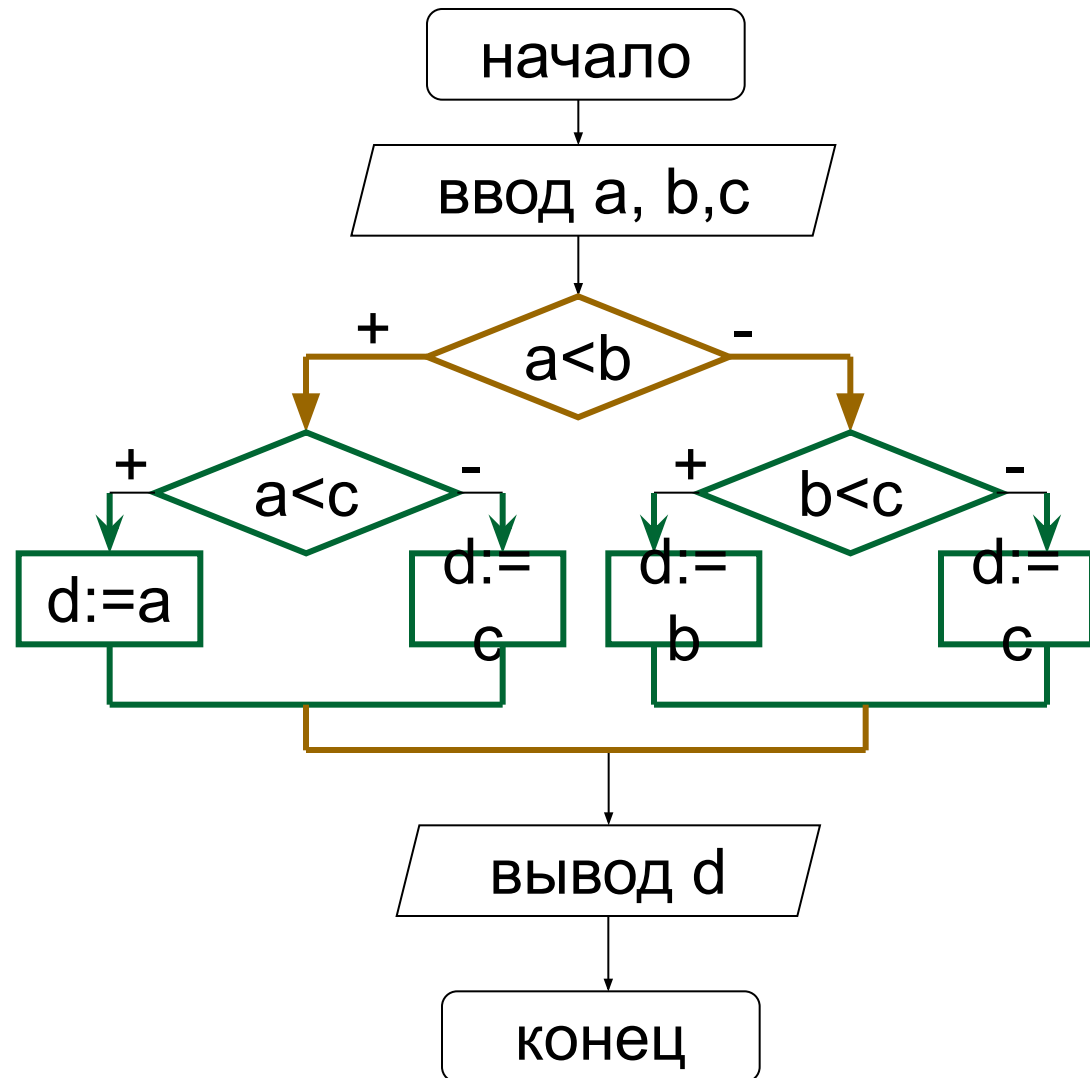 начало
ввод a, b,c
+
-
a<b
+
-
+
-
a<c
b<c
d:=a
d:=
c
d:=
b
d:=
c
вывод d
конец